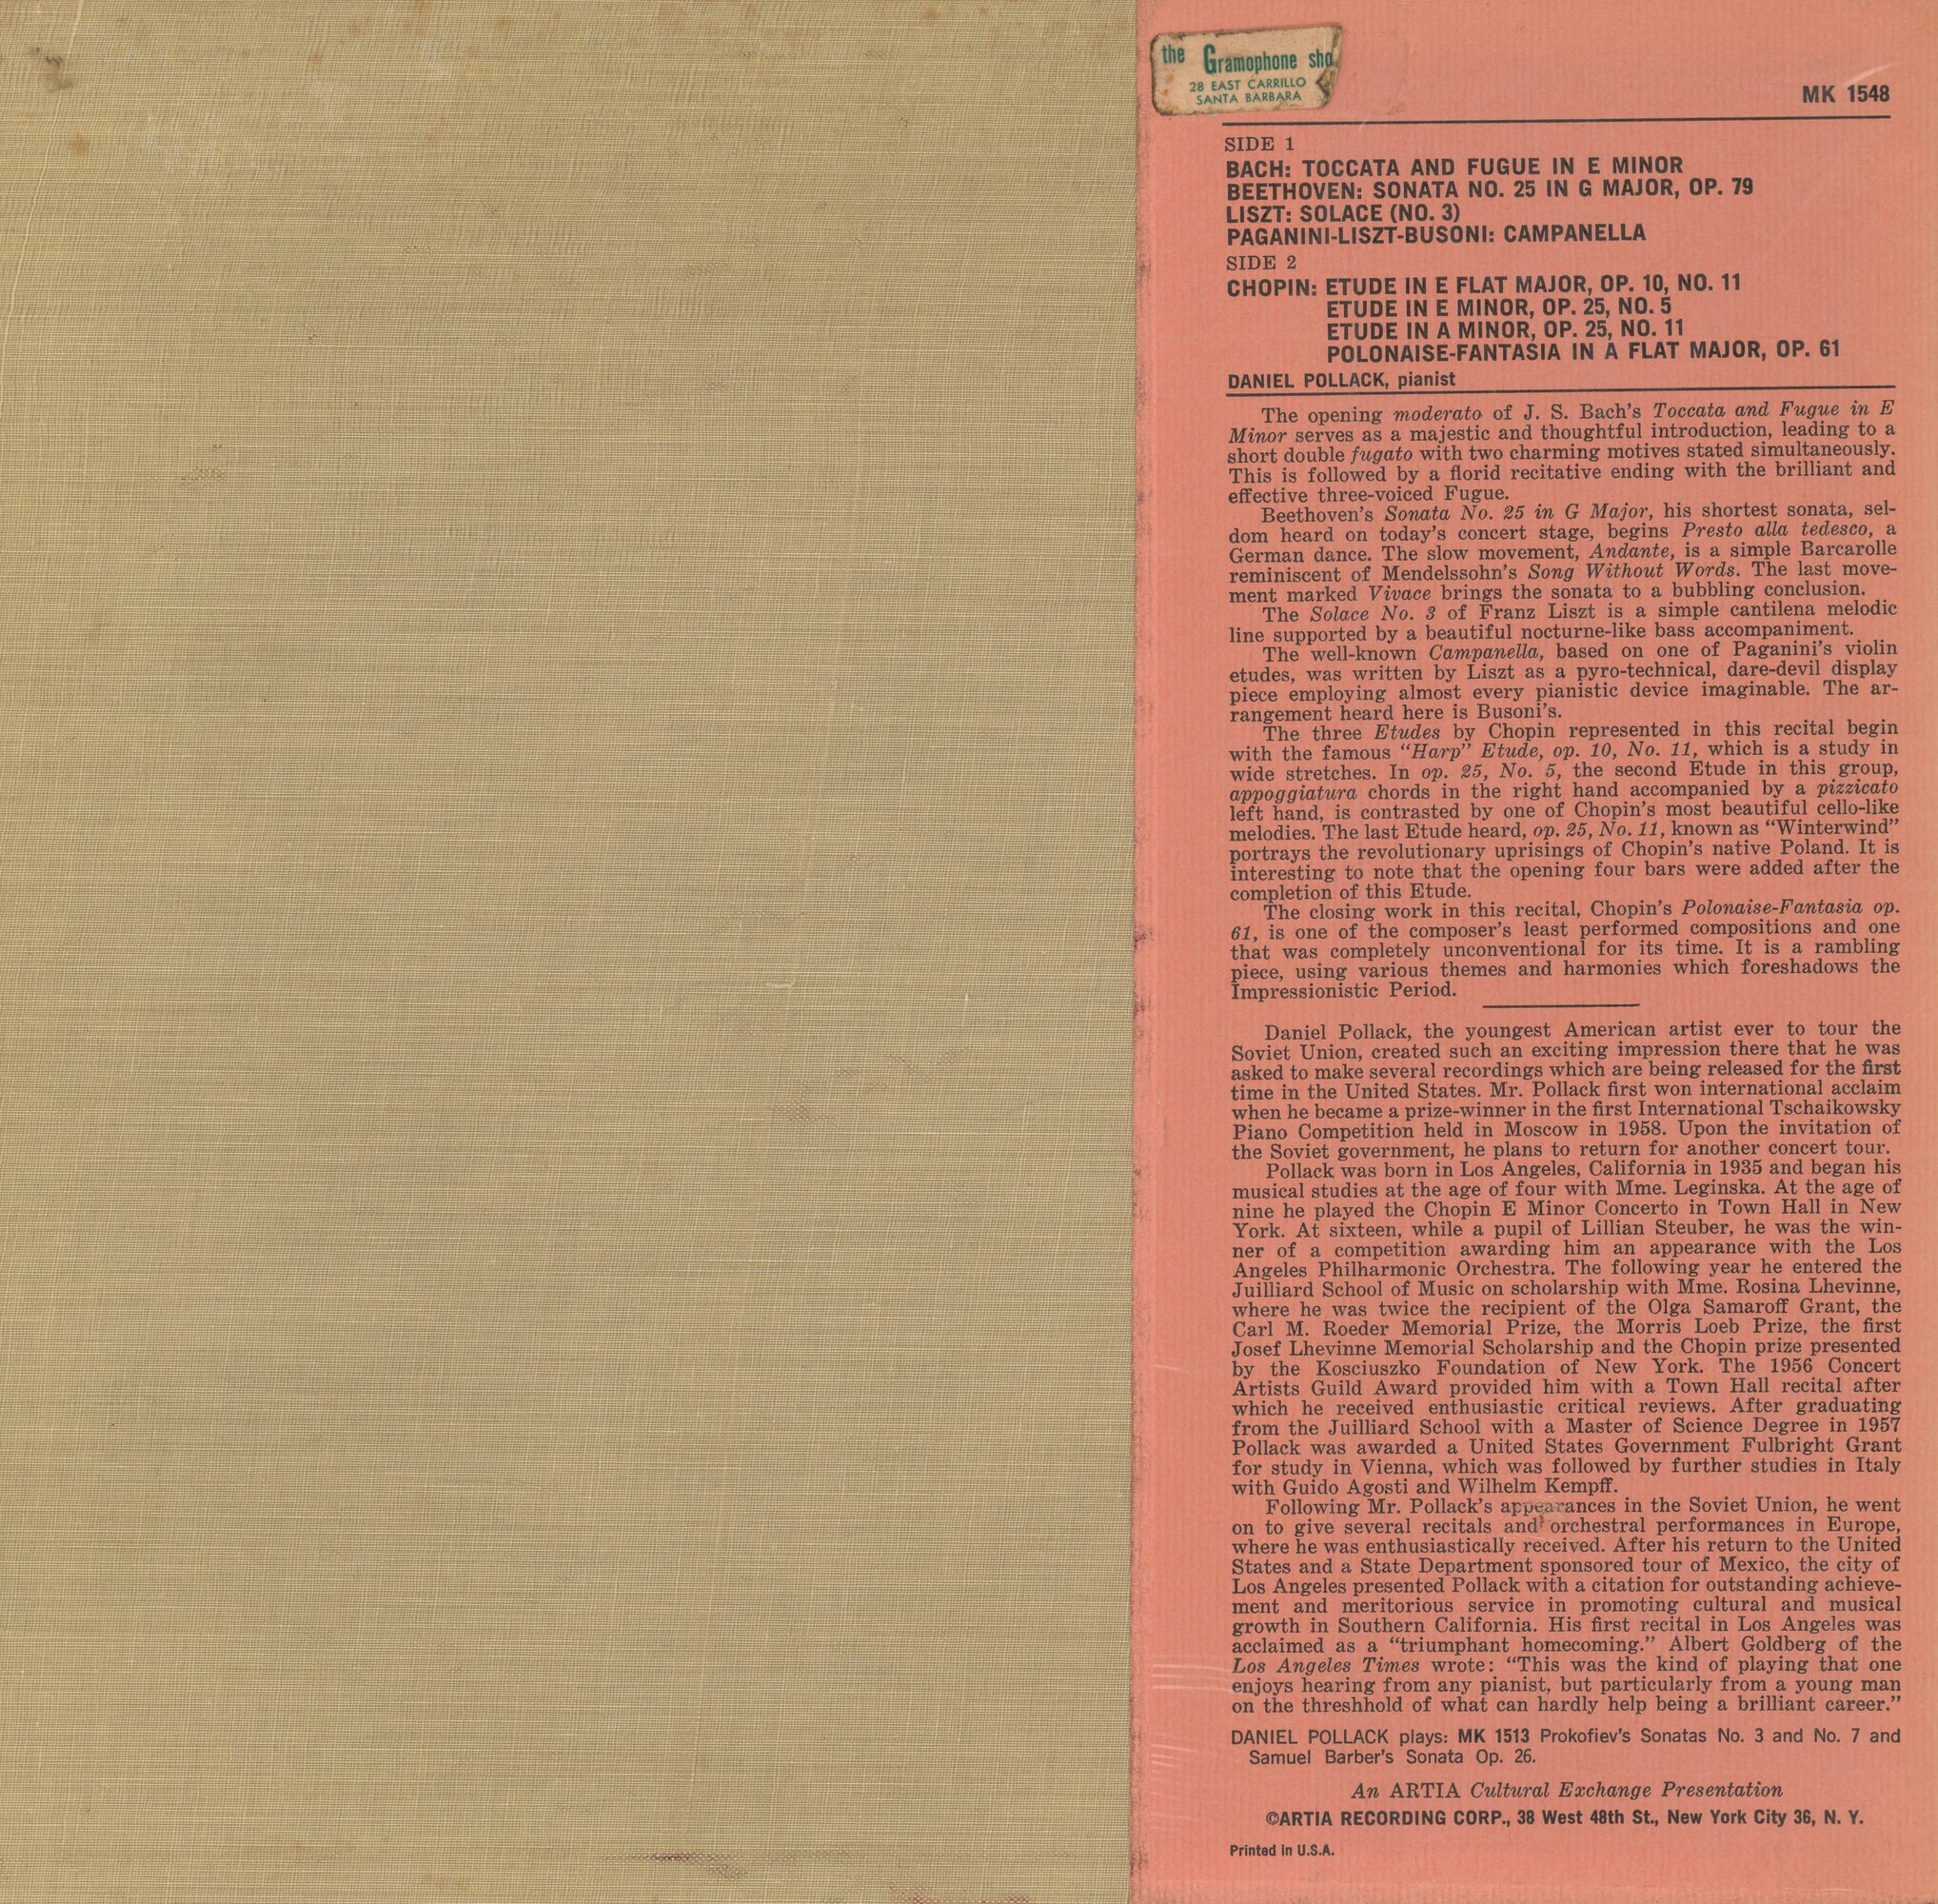 the Gramophone sho
28 EAST CARRILLO
SANTA BARBARA
MK 1548
SIDE 1
BACH: TOCCATA AND FUGUE IN E MINOR
BEETHOVEN: SONATA NO. 25 IN G MAJOR, OP. 79
LISZT: SOLACE (NO. 3)
PAGANINI-LISZT-BUSONI: CAMPANELLA
SIDE 2
CHOPIN: ETUDE IN E FLAT MAJOR, OP. 10, NO. 11
ETUDE IN E MINOR, OP. 25, NO. 5
ETUDE IN A MINOR, OP. 25, NO. 11
POLONAISE-FANTASIA IN A FLAT MAJOR, OP. 61
DANIEL POLLACK, pianist
The opening moderato of J. S. Bach's Toccata and Fugue in E
Minor serves as a majestic and thoughtful introduction, leading to a
short double fugato with two charming motives stated simultaneously.
This is followed by a florid recitative ending with the brilliant and
effective three-voiced Fugue.
Beethoven's Sonata No. 25 in G Major, his shortest sonata, sel-
dom heard on today's concert stage, begins Presto alla tedesco, a
German dance. The slow movement, Andante, is a simple Barcarolle
reminiscent of Mendelssohn's Song Without Words. The last move-
ment marked Vivace brings the sonata to a bubbling conclusion.
The Solace No. 3 of Franz Liszt is a simple cantilena melodic
line supported by a beautiful nocturne-like bass accompaniment.
The well-known Campanella, based on one of Paganini's violin
etudes, was written by Liszt as a pyro-technical, dare-devil display
piece employing almost every pianistic device imaginable. The ar-
rangement heard here is Busoni's.
The three Etudes by Chopin represented in this recital begin
with the famous "Harp" Etude, op. 10, No. 11, which is a study in
wide stretches. In op. 25, No. 5, the second Etude in this group,
appoggiatura chords in the right hand accompanied by a pizzicato
left hand, is contrasted by one of Chopin's most beautiful cello-like
melodies. The last Etude heard, op. 25, No. 11, known as "Winterwind"
portrays the revolutionary uprisings of Chopin's native Poland. It is
interesting to note that the opening four bars were added after the
completion of this Etude.
The closing work in this recital, Chopin's Polonaise-Fantasia op.
61, is one of the composer's least performed compositions and one
that was completely unconventional for its time. It is a rambling
piece, using various themes and harmonies which foreshadows the
Impressionistic Period.
Daniel Pollack, the youngest American artist ever to tour the
Soviet Union, created such an exciting impression there that he was
asked to make several recordings which are being released for the first
time in the United States. Mr. Pollack first won international acclaim
when he became a prize-winner in the first International Tschaikowsky
Piano Competition held in Moscow in 1958. Upon the invitation of
the Soviet government, he plans to return for another concert tour.
Pollack was born in Los Angeles, California in 1935 and began his
musical studies at the age of four with Mme. Leginska. At the age of
nine he played the Chopin E Minor Concerto in Town Hall in New
York. At sixteen, while a pupil of Lillian Steuber, he was the win-
ner of a competition awarding him an appearance with the Los
Angeles Philharmonic Orchestra. The following year he entered the
Juilliard School of Music on scholarship with Mme. Rosina Lhevinne,
where he was twice the recipient of the Olga Samaroff Grant, the
Carl M. Roeder Memorial Prize, the Morris Loeb Prize, the first
Josef Lhevinne Memorial Scholarship and the Chopin prize presented
by the Kosciuszko Foundation of New York. The 1956 Concert
Artists Guild Award provided him with a Town Hall recital after
which he received enthusiastic critical reviews. After graduating
from the Juilliard School with a Master of Science Degree in 1957
Pollack was awarded a United States Government Fulbright Grant
for study in Vienna, which was followed by further studies in Italy
with Guido Agosti and Wilhelm Kempff.
Following Mr. Pollack's appearances in the Soviet Union, he went
on to give several recitals and orchestral performances in Europe,
where he was enthusiastically received. After his return to the United
States and a State Department sponsored tour of Mexico, the city of
Los Angeles presented Pollack with a citation for outstanding achieve-
ment and meritorious service in promoting cultural and musical
growth in Southern California. His first recital in Los Angeles was
acclaimed as a "triumphant homecoming." Albert Goldberg of the
Los Angeles Times wrote: "This was the kind of playing that one
enjoys hearing from any pianist, but particularly from a young man
on the threshhold of what can hardly help being a brilliant career."
DANIEL POLLACK plays: MK 1513 Prokofiev's Sonatas No. 3 and No. 7 and
Samuel Barber's Sonata Op. 26.
An ARTIA Cultural Exchange Presentation
©ARTIA RECORDING CORP., 38 West 48th St., New York City 36, N. Y.
Printed in U.S.A.